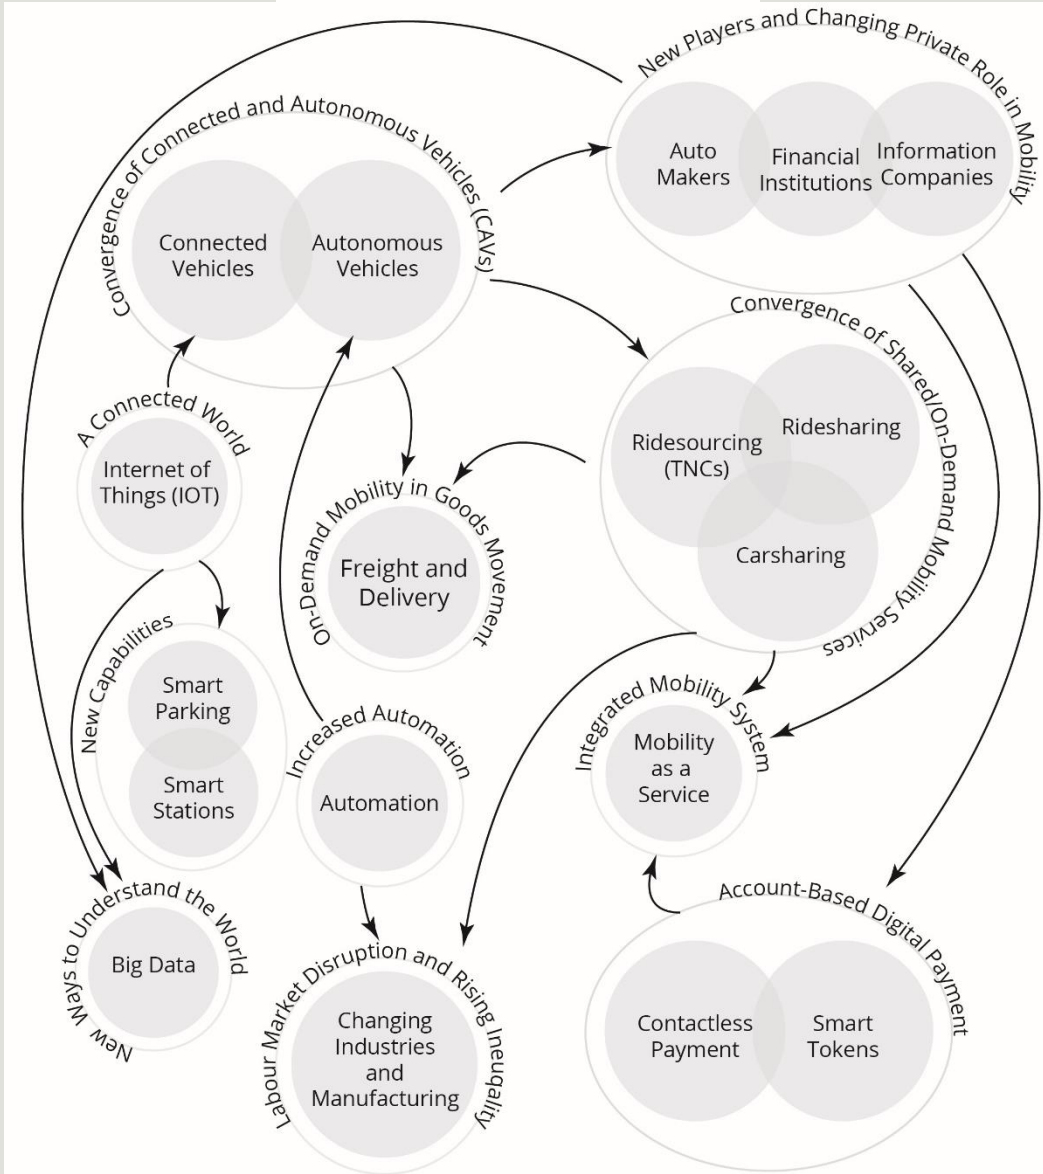 New Players and Changing Private Role in Mobility
Auto
Makers
Financial
Institutions
Information
Companies
Convergence of Connected and Autonomous Vehicles (CAVs)
Connected
Vehicles
Autonomous
Vehicles
Convergence of Shared/On-Demand Mobility Services
Ridesourcing
(TNCs)
Ridesharing
Carsharing
A Connected World
Internet of
Things (IOT)
On-Demand Mobility in Goods Movement
Freight and
Delivery
New Capabilities
Smart
Parking
Smart
Stations
Increased Automation
Automation
Integrated Mobility System
Mobility
as a
Service
New Ways to Understand the World
Big Data
Labour Market Disruption and Rising Ineuqality
Changing
Industries
and
Manufacturing
Account-Based Digital Payment
Contactless
Payment
Smart
Tokens